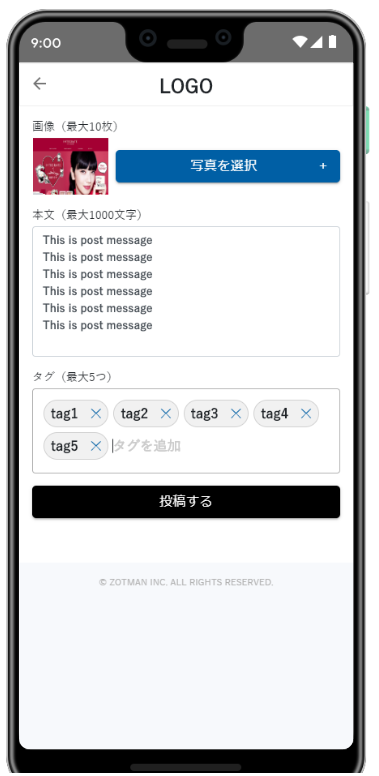 9:00
LOGO
画像（最大10枚）
写真を選択 +
本文（最大1000文字）
This is post message
This is post message
This is post message
This is post message
This is post message
This is post message
タグ（最大5つ）
tag1 × tag2 × tag3 × tag4 ×
tag5 × タグを追加
投稿する
© ZOTMAN INC. ALL RIGHTS RESERVED.